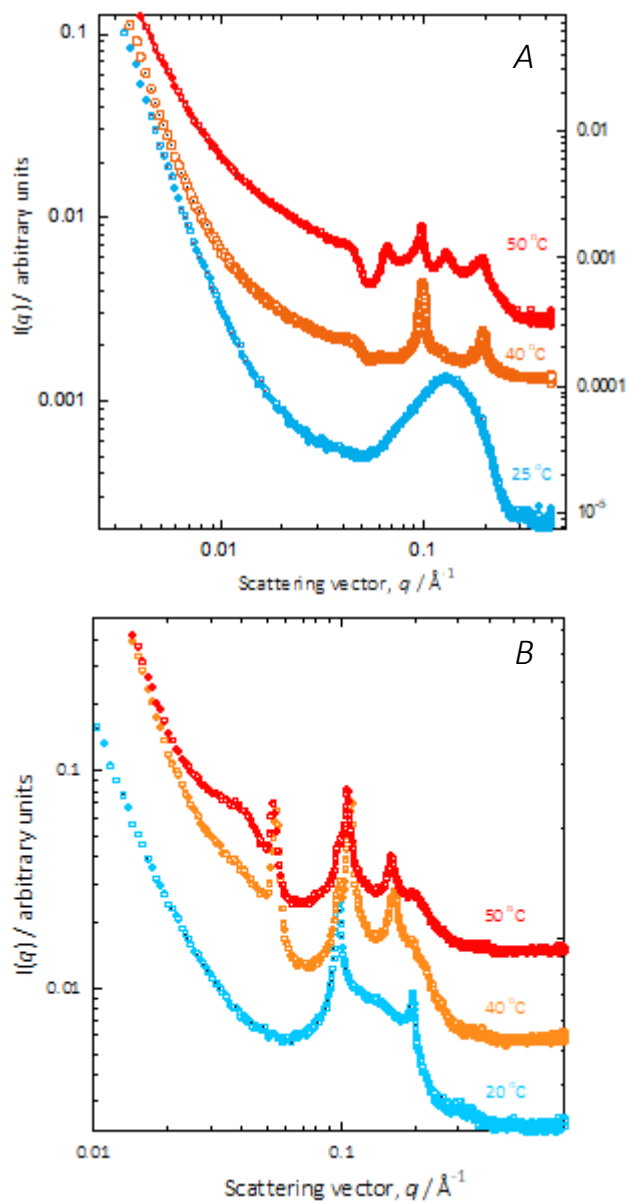 A
0.1
0.01
50 °C
0.01
0.001
I(q)/ arbitrary units
40 °C
0.0001
0.001
25 °C
10⁻⁵
0.01
0.1
Scattering vector, q / Å⁻¹
B
0.1
I(q)/ arbitrary units
50 °C
0.01
40 °C
20 °C
0.01
0.1
Scattering vector, q / Å⁻¹